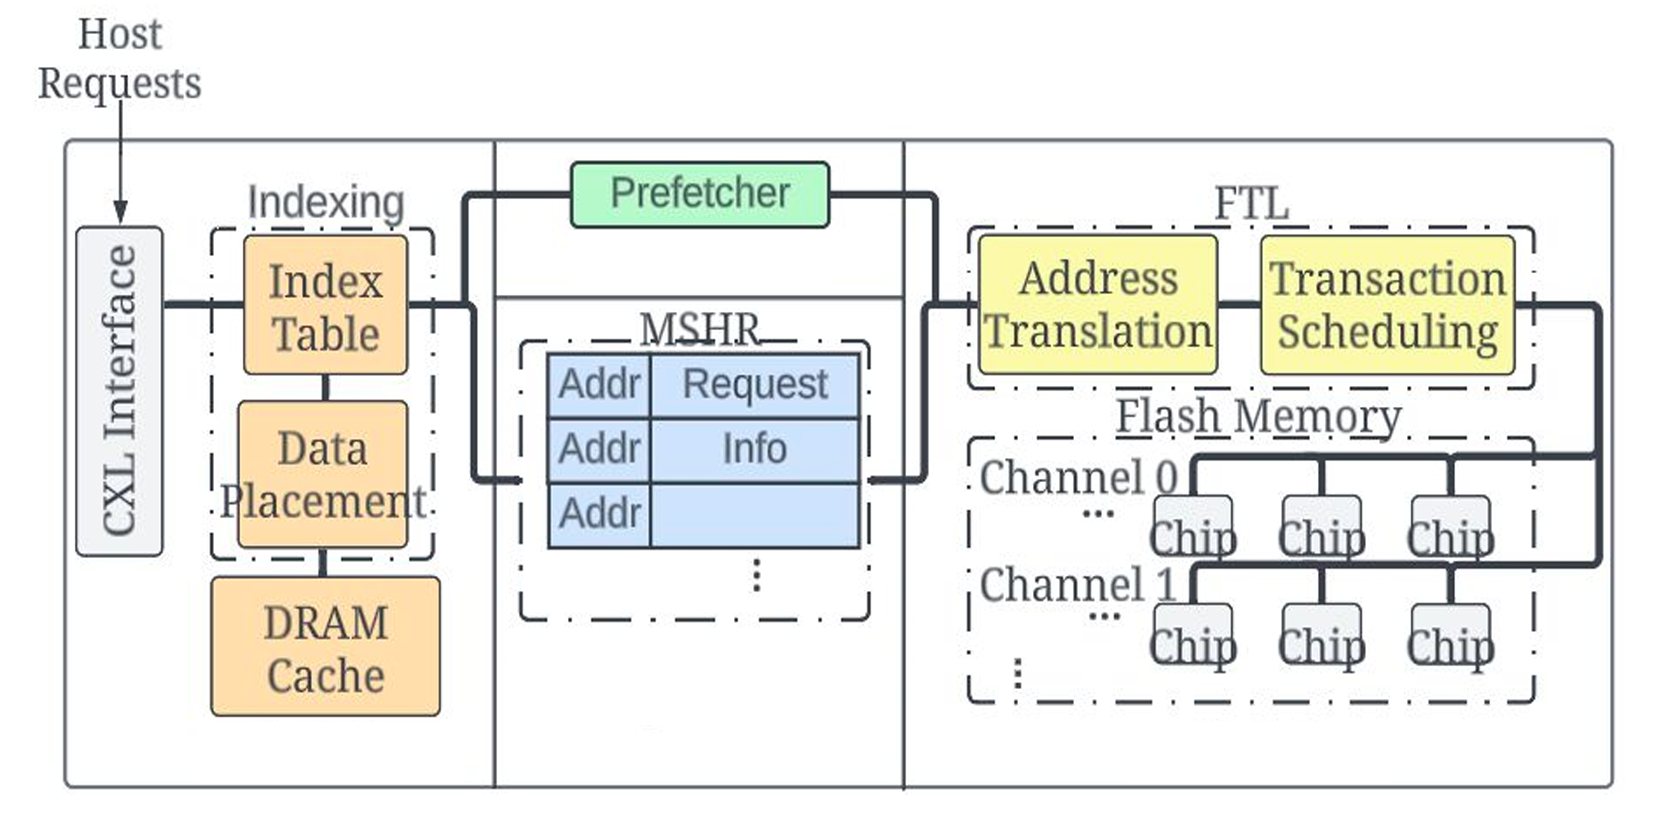 Host
Requests
CXL Interface
Indexing
Index
Table
Data
Placement
DRAM
Cache
Prefetcher
MSHR
Addr Request
Addr Info
Addr
...
FTL
Address
Translation
Transaction
Scheduling
Flash Memory
Channel 0
...
Chip Chip Chip
Channel 1
...
Chip Chip Chip
...